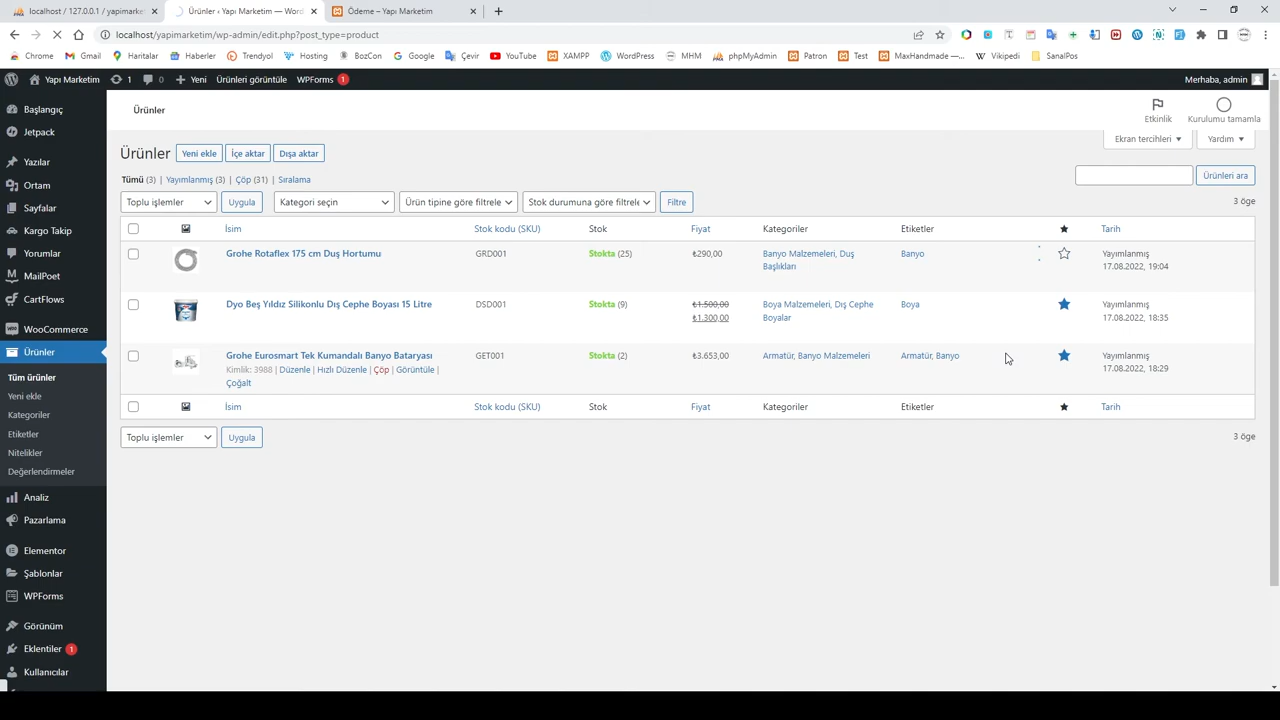 localhost / 127.0.0.1 / yapimarket
Ürünler ‹ Yapı Marketim — Word
Ödeme – Yapı Marketim
localhost/yapimarketim/wp-admin/edit.php?post_type=product
Chrome Gmail Haritalar Haberler Trendyol Hosting BozCon Google Çevir YouTube XAMPP WordPress MHM phpMyAdmin Patron Test MaxHandmade —... Vikipedi SanalPos
Yapı Marketim 1 0 Yeni Ürünleri görüntüle WPForms 1 Merhaba, admin
Başlangıç
Jetpack
Yazılar
Ortam
Sayfalar
Kargo Takip
Yorumlar
MailPoet
CartFlows
WooCommerce
Ürünler
Tüm ürünler
Yeni ekle
Kategoriler
Etiketler
Nitelikler
Değerlendirmeler
Analiz
Pazarlama
Elementor
Şablonlar
WPForms
Görünüm
Eklentiler 1
Kullanıcılar
Ürünler
Etkinlik
Kurulumu tamamla
Ekran tercihleri Yardım
Ürünler Yeni ekle İçe aktar Dışa aktar
Tümü (3) | Yayımlanmış (3) | Çöp (31) | Sıralama
Ürünleri ara
Toplu işlemler Uygula Kategori seçin Ürün tipine göre filtrele Stok durumuna göre filtrele Filtre
3 öge
İsim Stok kodu (SKU) Stok Fiyat Kategoriler Etiketler Tarih
Grohe Rotaflex 175 cm Duş Hortumu GRD001 Stokta (25) ₺290,00 Banyo Malzemeleri, Duş Banyo Yayımlanmış
Başlıkları 17.08.2022, 19:04
Dyo Beş Yıldız Silikonlu Dış Cephe Boyası 15 Litre DSD001 Stokta (9) ₺1.500,00 Boya Malzemeleri, Dış Cephe Boya Yayımlanmış
₺1.300,00 Boyalar 17.08.2022, 18:35
Grohe Eurosmart Tek Kumandalı Banyo Bataryası GET001 Stokta (2) ₺3.653,00 Armatür, Banyo Malzemeleri Armatür, Banyo Yayımlanmış
Kimlik: 3988 | Düzenle | Hızlı Düzenle | Çöp | Görüntüle | 17.08.2022, 18:29
Çoğalt
İsim Stok kodu (SKU) Stok Fiyat Kategoriler Etiketler Tarih
Toplu işlemler Uygula
3 öge